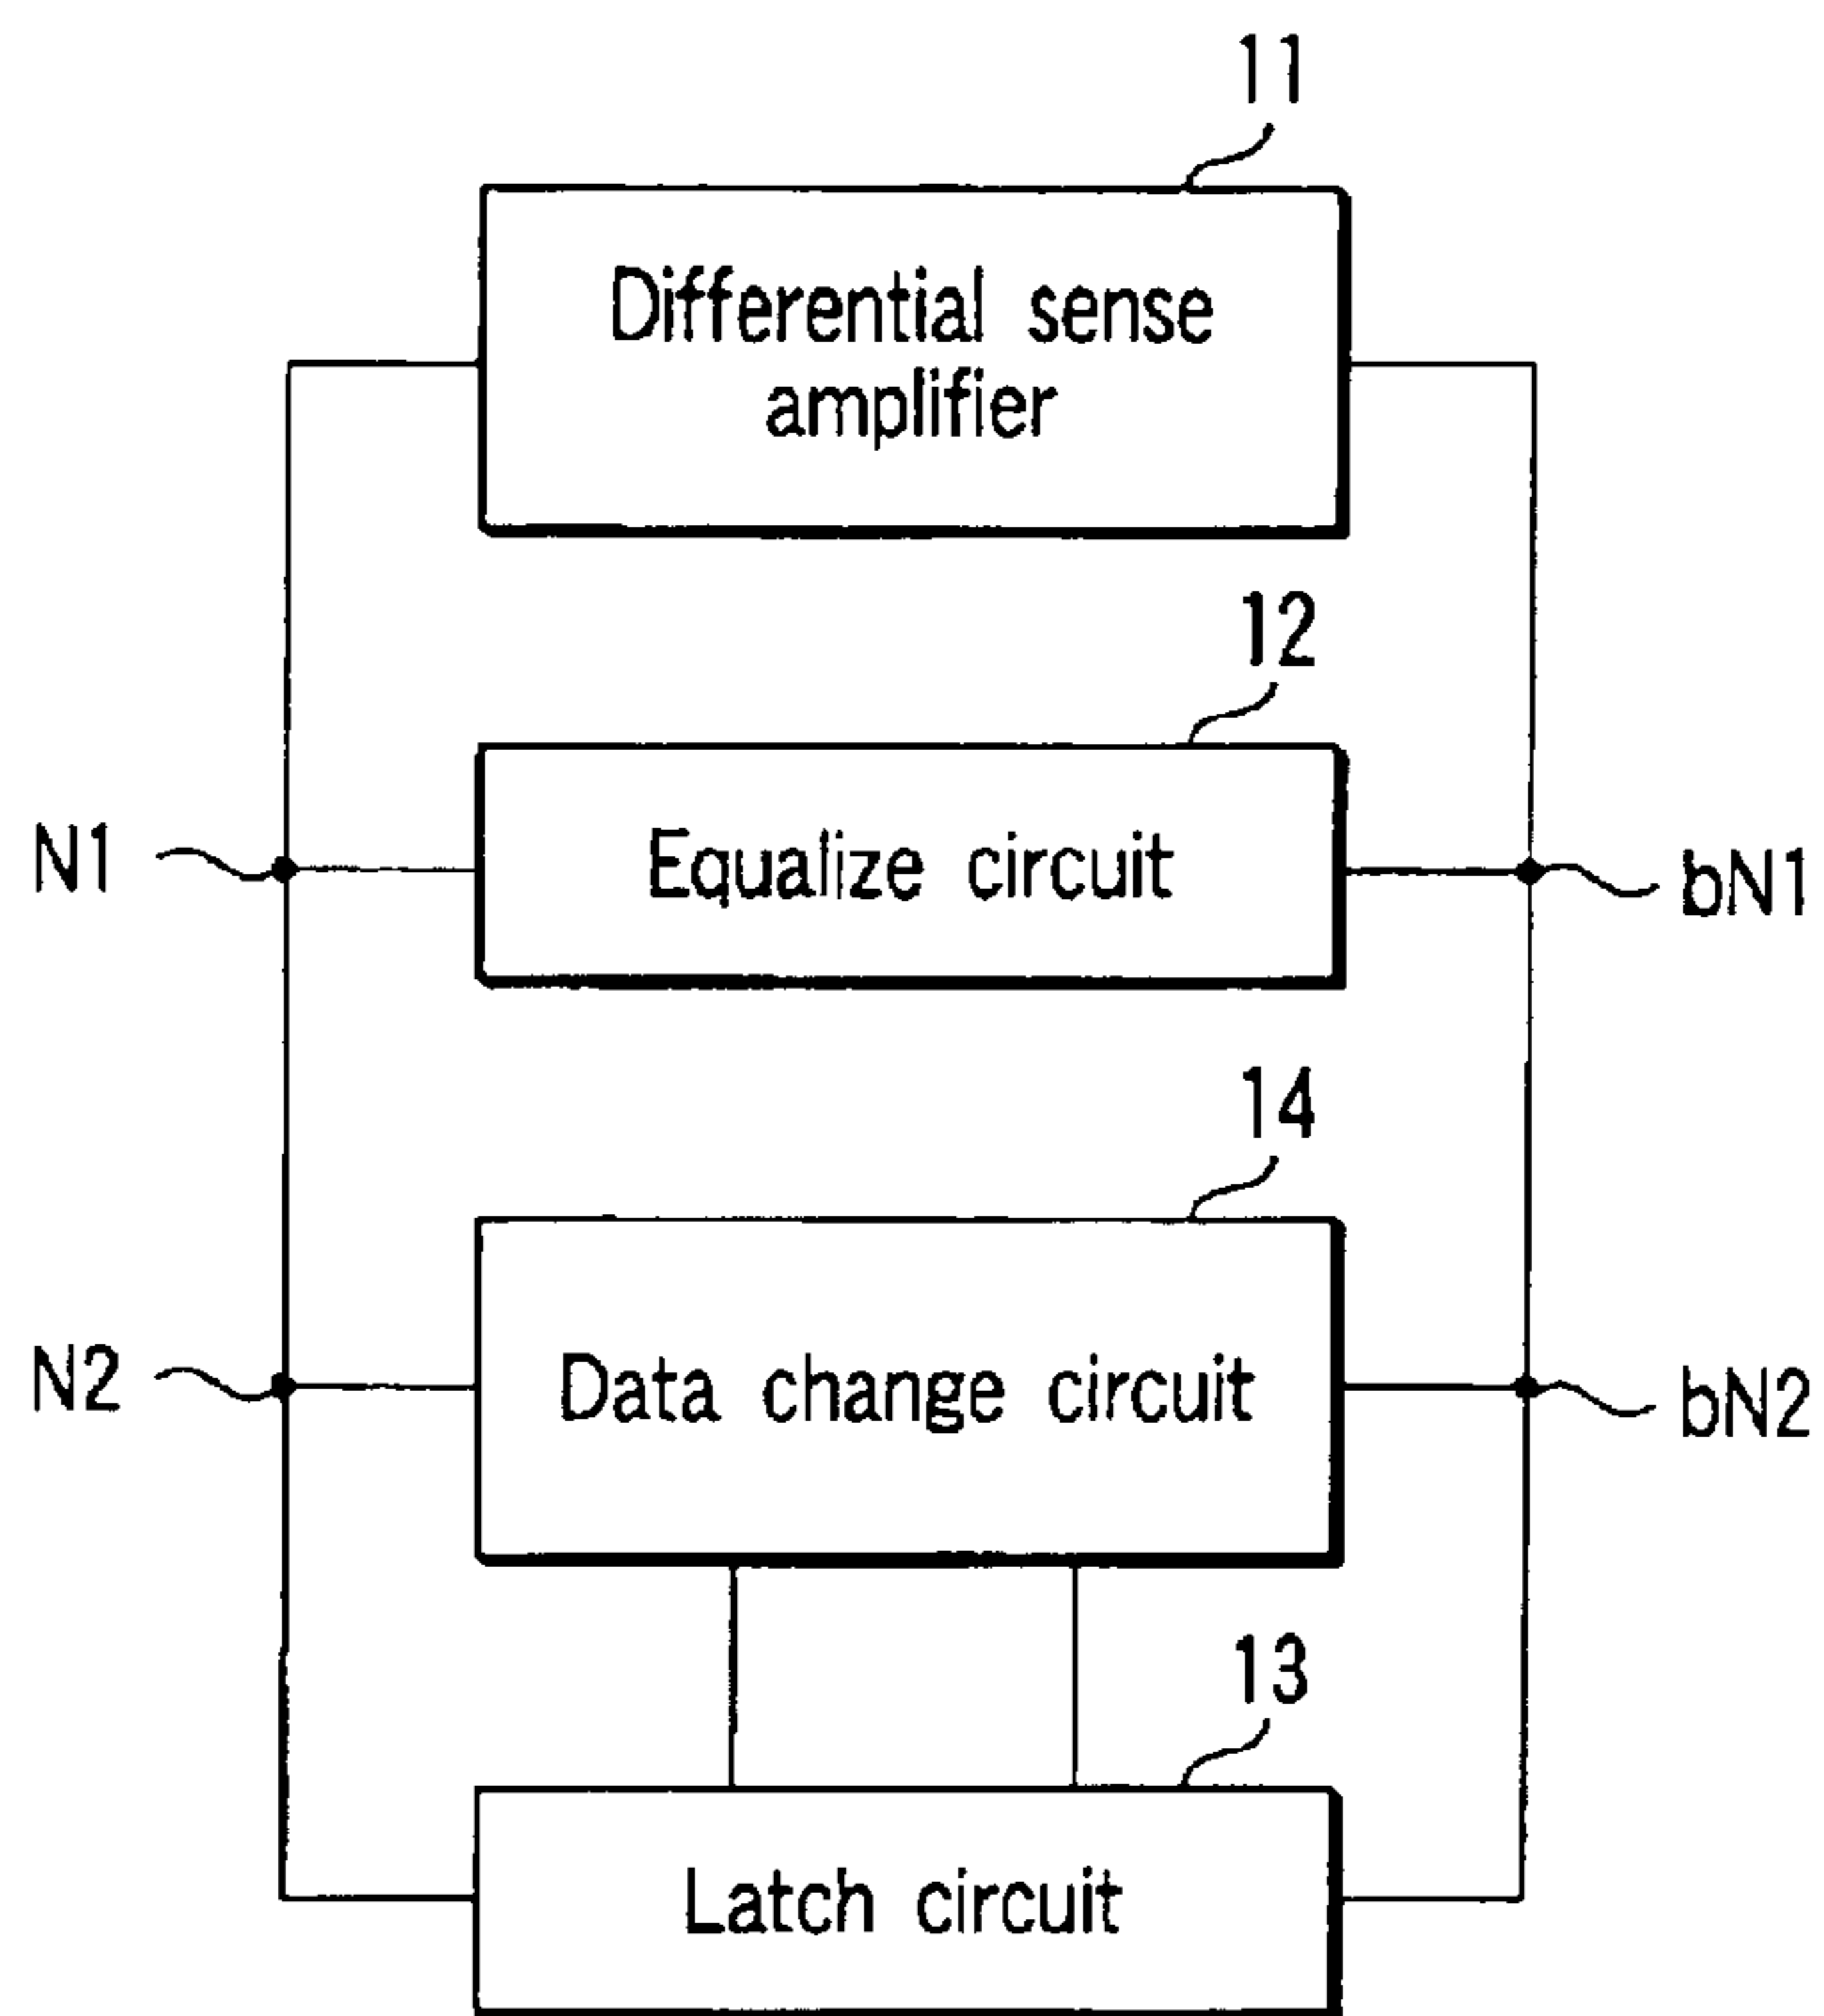 11
Differential sense
amplifier
12
N1
Equalize circuit
bN1
14
N2
Data change circuit
bN2
13
Latch circuit